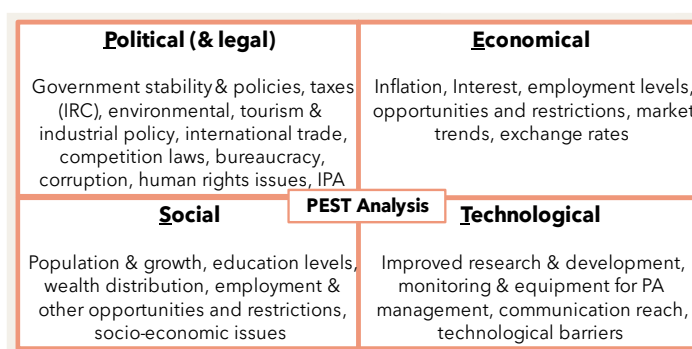 Political (& legal)
Government stability & policies, taxes
(IRC), environmental, tourism &
industrial policy, international trade,
competition laws, bureaucracy,
corruption, human rights issues, IPA
Economical
Inflation, Interest, employment levels,
opportunities and restrictions, market
trends, exchange rates
PEST Analysis
Social
Population & growth, education levels,
wealth distribution, employment &
other opportunities and restrictions,
socio-economic issues
Technological
Improved research & development,
monitoring & equipment for PA
management, communication reach,
technological barriers